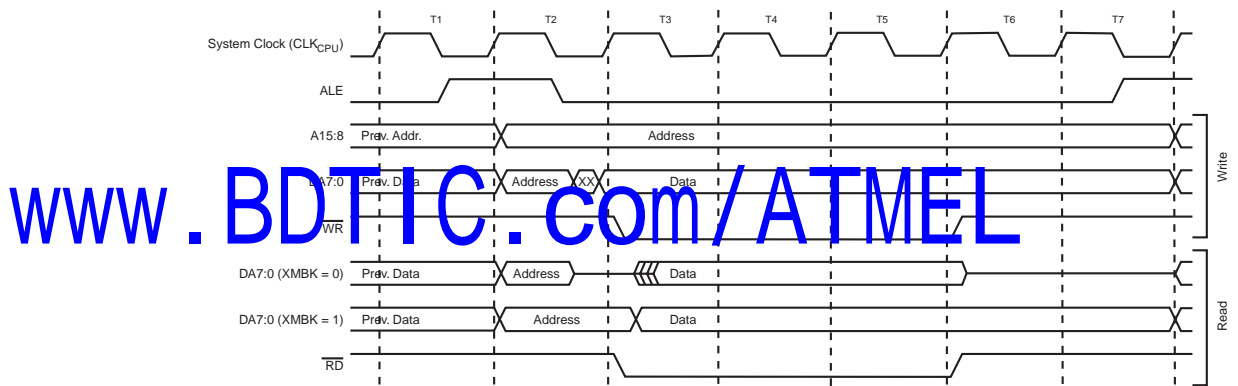 T1 T2 T3 T4 T5 T6 T7
System Clock (CLKCPU)
ALE
A15:8 Prev. Addr. Address
DA7:0 Prev. Data Address XX Data
WR
Write
www.BDTIC.com/ATMEL
DA7:0 (XMBK = 0) Prev. Data Address Data
DA7:0 (XMBK = 1) Prev. Data Address Data
RD
Read